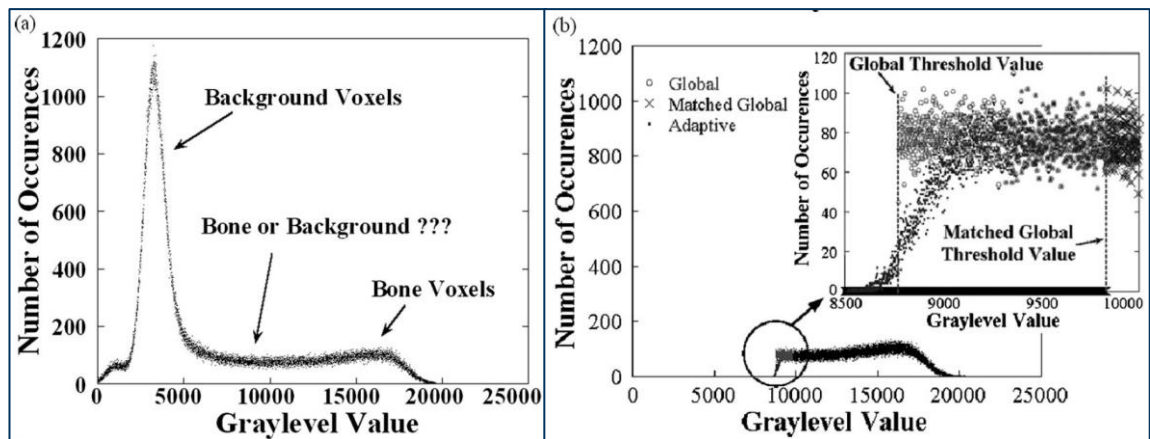 (a)
1200
1000
800
600
400
200
0
Number of Occurences
Background Voxels
Bone or Background ???
Bone Voxels
0 5000 10000 15000 20000 25000
Graylevel Value
(b)
1200
1000
800
600
400
200
0
Number of Occurences
○ Global
× Matched Global
· Adaptive
0 5000 10000 15000 20000 25000
Graylevel Value
Global Threshold Value
120
100
80
60
40
20
0
Number of Occurences
Matched Global
Threshold Value
8500 9000 9500 10000
Graylevel Value